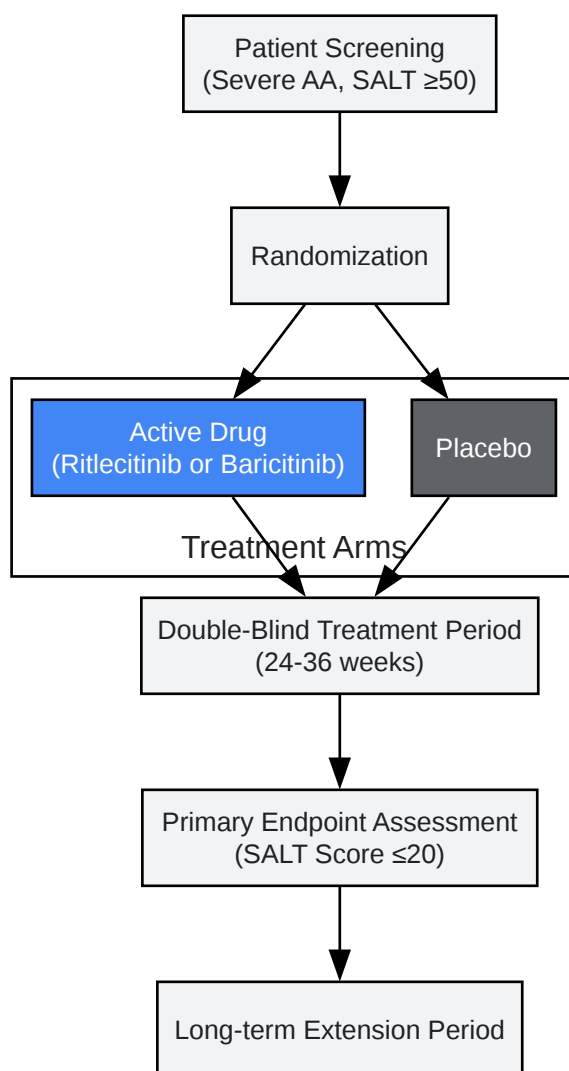 Patient Screening
(Severe AA, SALT ≥50)
Randomization
Active Drug
(Ritlecitinib or Baricitinib)
Placebo
Treatment Arms
Double-Blind Treatment Period
(24-36 weeks)
Primary Endpoint Assessment
(SALT Score ≤20)
Long-term Extension Period